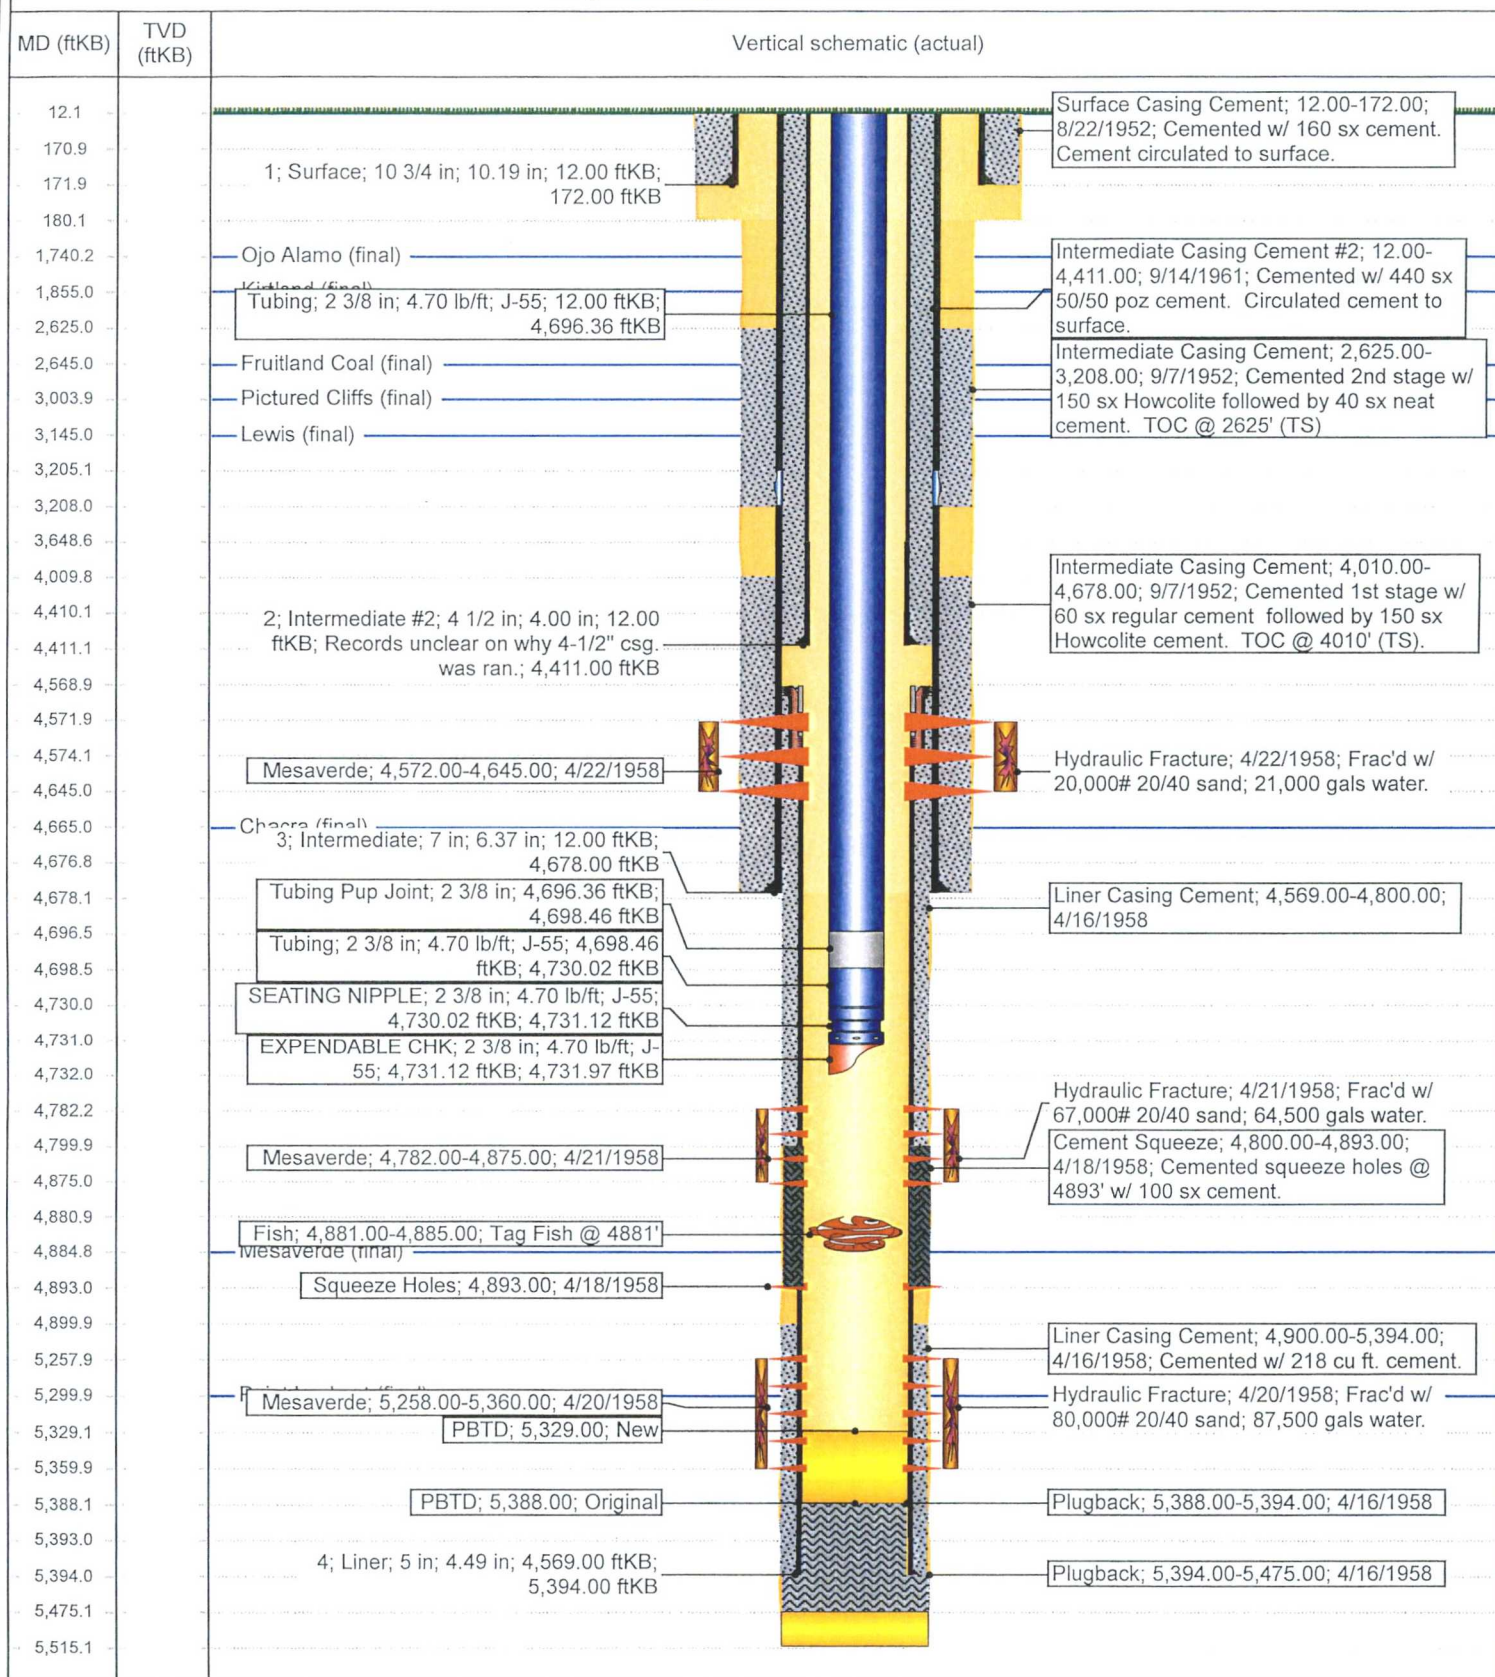 MD (ftKB)
TVD
(ftKB)
Vertical schematic (actual)
12.1
170.9
171.9
180.1
1,740.2
1,855.0
2,625.0
2,645.0
3,003.9
3,145.0
3,205.1
3,208.0
3,648.6
4,009.8
4,410.1
4,411.1
4,568.9
4,571.9
4,574.1
4,645.0
4,665.0
4,676.8
4,678.1
4,696.5
4,698.5
4,730.0
4,731.0
4,732.0
4,782.2
4,799.9
4,875.0
4,880.9
4,884.8
4,893.0
4,899.9
5,257.9
5,299.9
5,329.1
5,359.9
5,388.1
5,393.0
5,394.0
5,475.1
5,515.1
1; Surface; 10 3/4 in; 10.19 in; 12.00 ftKB;
172.00 ftKB
Ojo Alamo (final)
Kirtland (final)
Tubing; 2 3/8 in; 4.70 lb/ft; J-55; 12.00 ftKB;
4,696.36 ftKB
Fruitland Coal (final)
Pictured Cliffs (final)
Lewis (final)
2; Intermediate #2; 4 1/2 in; 4.00 in; 12.00
ftKB; Records unclear on why 4-1/2" csg.
was ran.; 4,411.00 ftKB
Mesaverde; 4,572.00-4,645.00; 4/22/1958
Chacra (final)
3; Intermediate; 7 in; 6.37 in; 12.00 ftKB;
4,678.00 ftKB
Tubing Pup Joint; 2 3/8 in; 4,696.36 ftKB;
4,698.46 ftKB
Tubing; 2 3/8 in; 4.70 lb/ft; J-55; 4,698.46
ftKB; 4,730.02 ftKB
SEATING NIPPLE; 2 3/8 in; 4.70 lb/ft; J-55;
4,730.02 ftKB; 4,731.12 ftKB
EXPENDABLE CHK; 2 3/8 in; 4.70 lb/ft; J-
55; 4,731.12 ftKB; 4,731.97 ftKB
Mesaverde; 4,782.00-4,875.00; 4/21/1958
Fish; 4,881.00-4,885.00; Tag Fish @ 4881'
Mesaverde (final)
Squeeze Holes; 4,893.00; 4/18/1958
(final)
Mesaverde; 5,258.00-5,360.00; 4/20/1958
PBTD; 5,329.00; New
PBTD; 5,388.00; Original
4; Liner; 5 in; 4.49 in; 4,569.00 ftKB;
5,394.00 ftKB
Surface Casing Cement; 12.00-172.00;
8/22/1952; Cemented w/ 160 sx cement.
Cement circulated to surface.
Intermediate Casing Cement #2; 12.00-
4,411.00; 9/14/1961; Cemented w/ 440 sx
50/50 poz cement. Circulated cement to
surface.
Intermediate Casing Cement; 2,625.00-
3,208.00; 9/7/1952; Cemented 2nd stage w/
150 sx Howcolite followed by 40 sx neat
cement. TOC @ 2625' (TS)
Intermediate Casing Cement; 4,010.00-
4,678.00; 9/7/1952; Cemented 1st stage w/
60 sx regular cement followed by 150 sx
Howcolite cement. TOC @ 4010' (TS).
Hydraulic Fracture; 4/22/1958; Frac'd w/
20,000# 20/40 sand; 21,000 gals water.
Liner Casing Cement; 4,569.00-4,800.00;
4/16/1958
Hydraulic Fracture; 4/21/1958; Frac'd w/
67,000# 20/40 sand; 64,500 gals water.
Cement Squeeze; 4,800.00-4,893.00;
4/18/1958; Cemented squeeze holes @
4893' w/ 100 sx cement.
Liner Casing Cement; 4,900.00-5,394.00;
4/16/1958; Cemented w/ 218 cu ft. cement.
Hydraulic Fracture; 4/20/1958; Frac'd w/
80,000# 20/40 sand; 87,500 gals water.
Plugback; 5,388.00-5,394.00; 4/16/1958
Plugback; 5,394.00-5,475.00; 4/16/1958